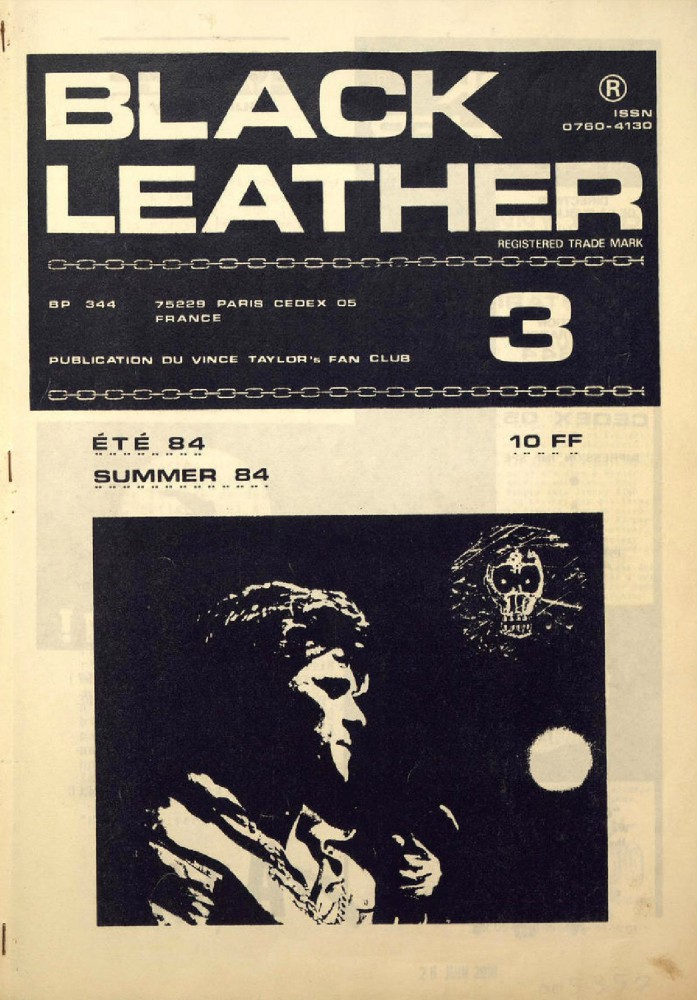 BLACK
LEATHER
®
ISSN
0760-4130
REGISTERED TRADE MARK
BP 344 75229 PARIS CEDEX 05
FRANCE
3
PUBLICATION DU VINCE TAYLOR's FAN CLUB
ÉTÉ 84
10 FF
SUMMER 84